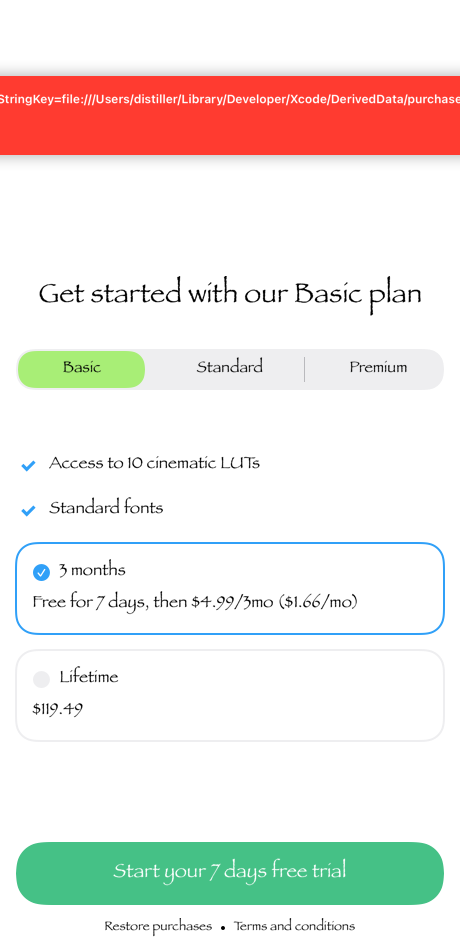 StringKey=file:///Users/distiller/Library/Developer/Xcode/DerivedData/purchase
Get started with our Basic plan
Basic Standard Premium
Access to 10 cinematic LUTs
Standard fonts
3 months
Free for 7 days, then $4.99/3mo ($1.66/mo)
Lifetime
$119.49
Start your 7 days free trial
Restore purchases • Terms and conditions